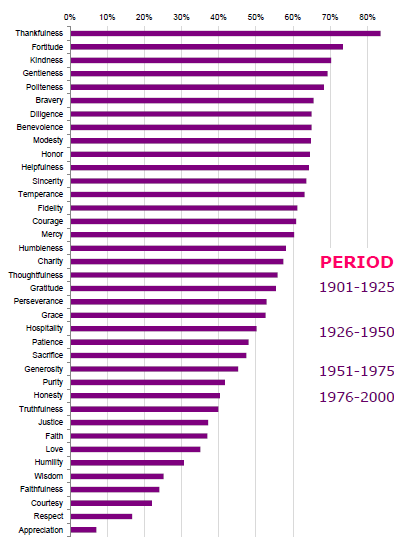 0% 10% 20% 30% 40% 50% 60% 70% 80%
Thankfulness
Fortitude
Kindness
Gentleness
Politeness
Bravery
Diligence
Benevolence
Modesty
Honor
Helpfulness
Sincerity
Temperance
Fidelity
Courage
Mercy
Humbleness
Charity
Thoughtfulness
Gratitude
Perseverance
Grace
Hospitality
Patience
Sacrifice
Generosity
Purity
Honesty
Truthfulness
Justice
Faith
Love
Humility
Wisdom
Faithfulness
Courtesy
Respect
Appreciation
PERIOD
1901-1925
1926-1950
1951-1975
1976-2000